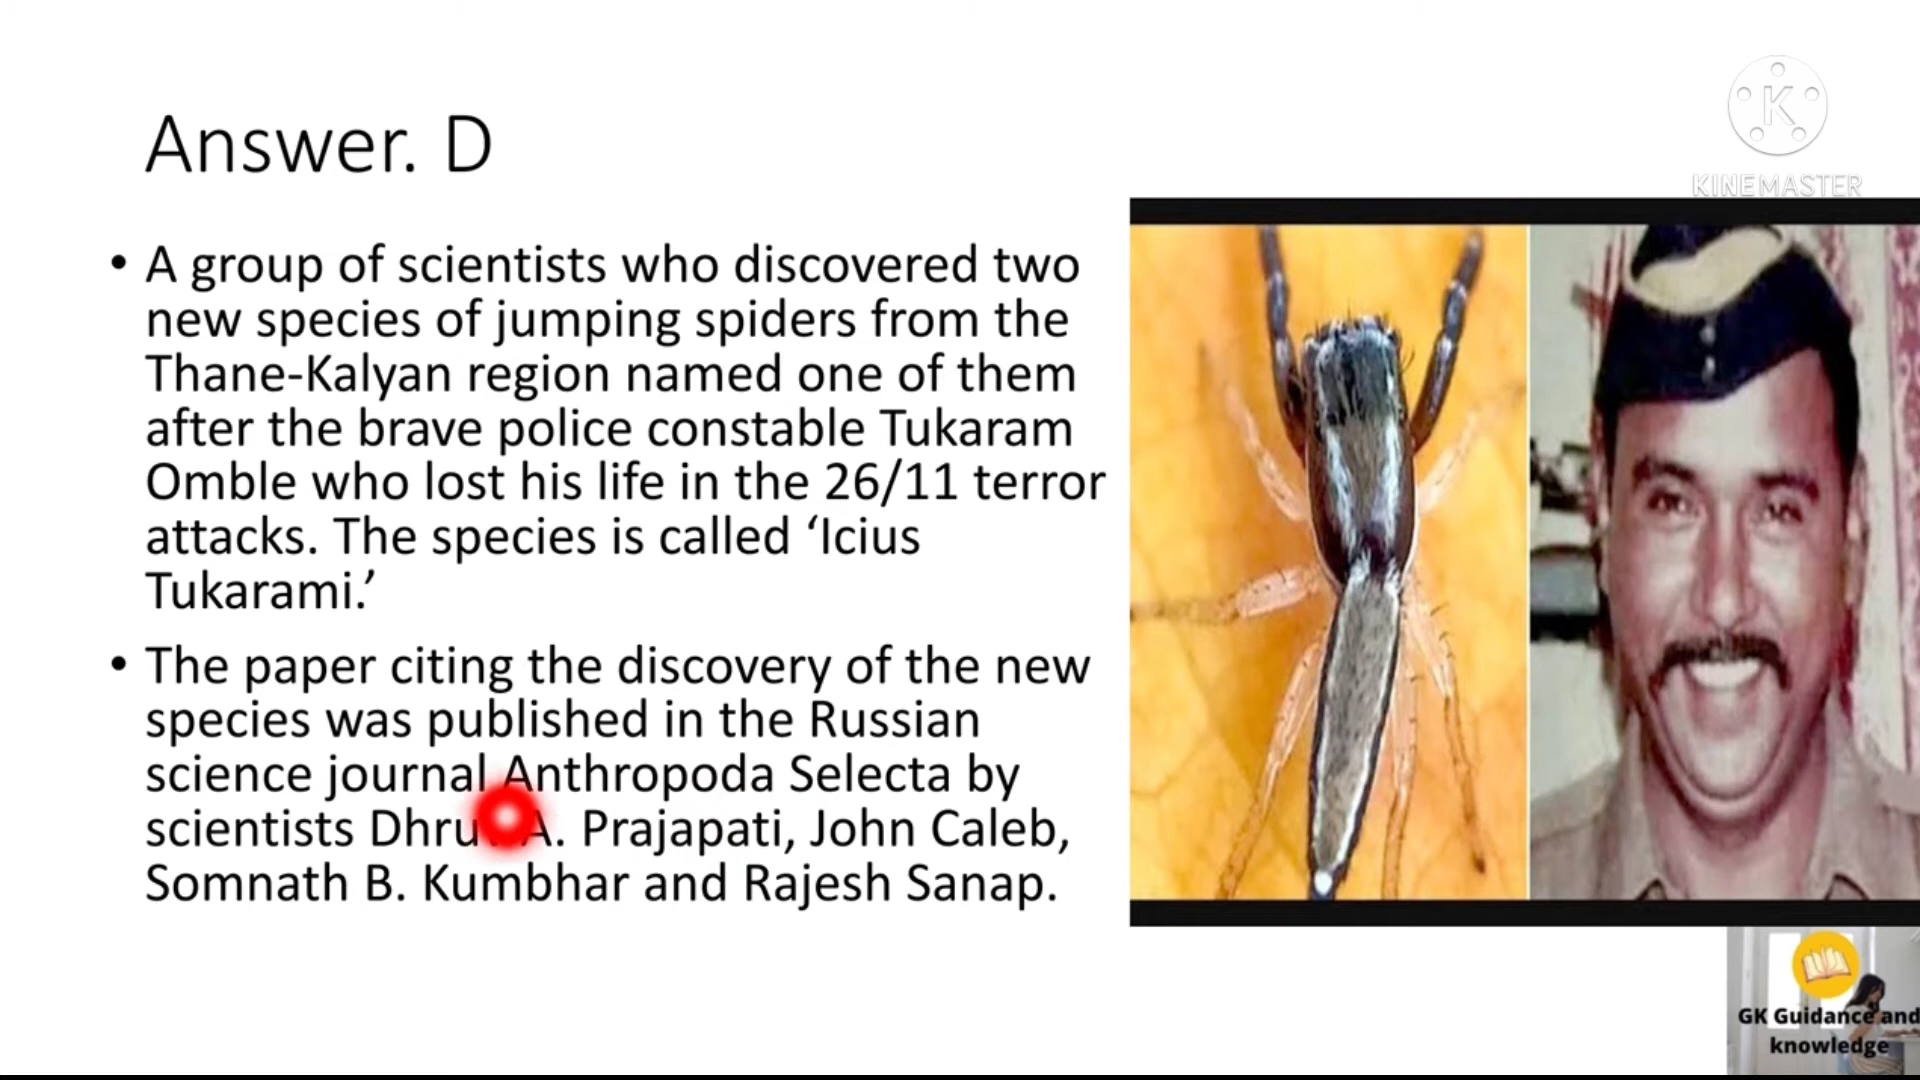 KINEMASTER
Answer. D
• A group of scientists who discovered two
new species of jumping spiders from the
Thane-Kalyan region named one of them
after the brave police constable Tukaram
Omble who lost his life in the 26/11 terror
attacks. The species is called ‘Icius
Tukarami.’
• The paper citing the discovery of the new
species was published in the Russian
science journal Anthropoda Selecta by
scientists A. Prajapati, John Caleb,
Somnath B. Kumbhar and Rajesh Sanap.
GK Guidance and
knowledge